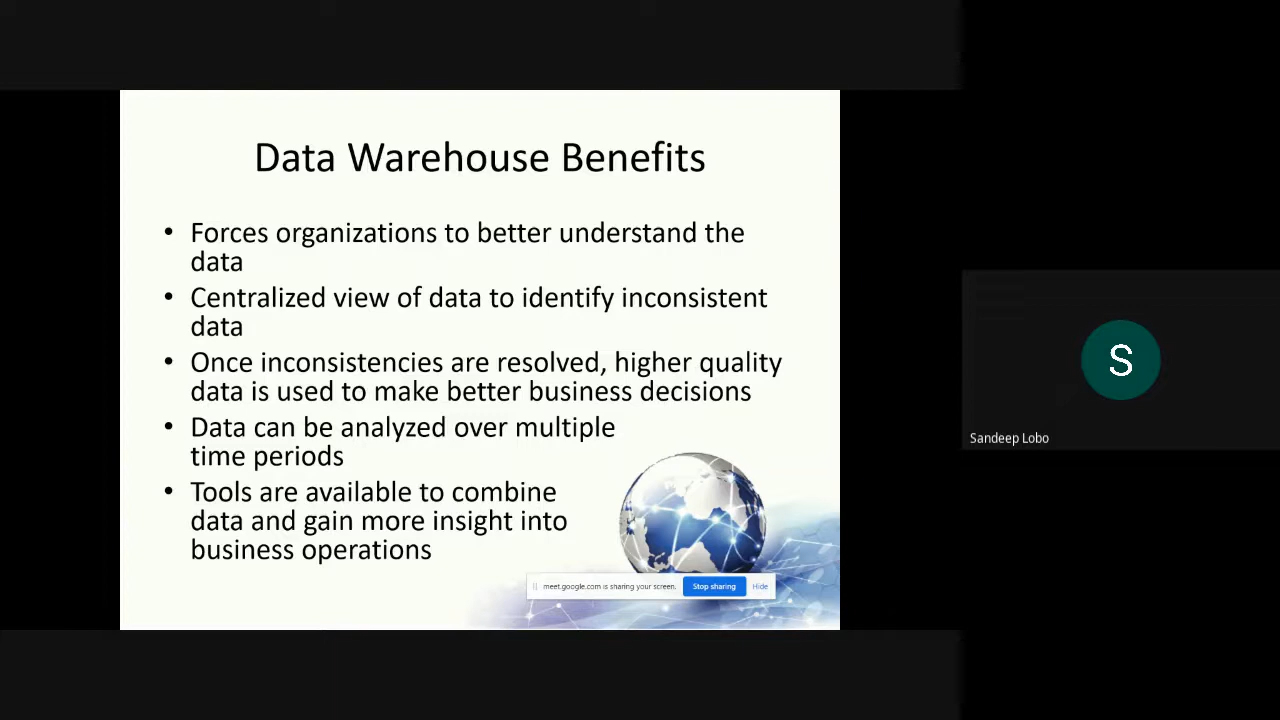 Data Warehouse Benefits
• Forces organizations to better understand the
data
• Centralized view of data to identify inconsistent
data
• Once inconsistencies are resolved, higher quality
data is used to make better business decisions
• Data can be analyzed over multiple
time periods
• Tools are available to combine
data and gain more insight into
business operations
meet.google.com is sharing your screen. Stop sharing Hide
S
Sandeep Lobo